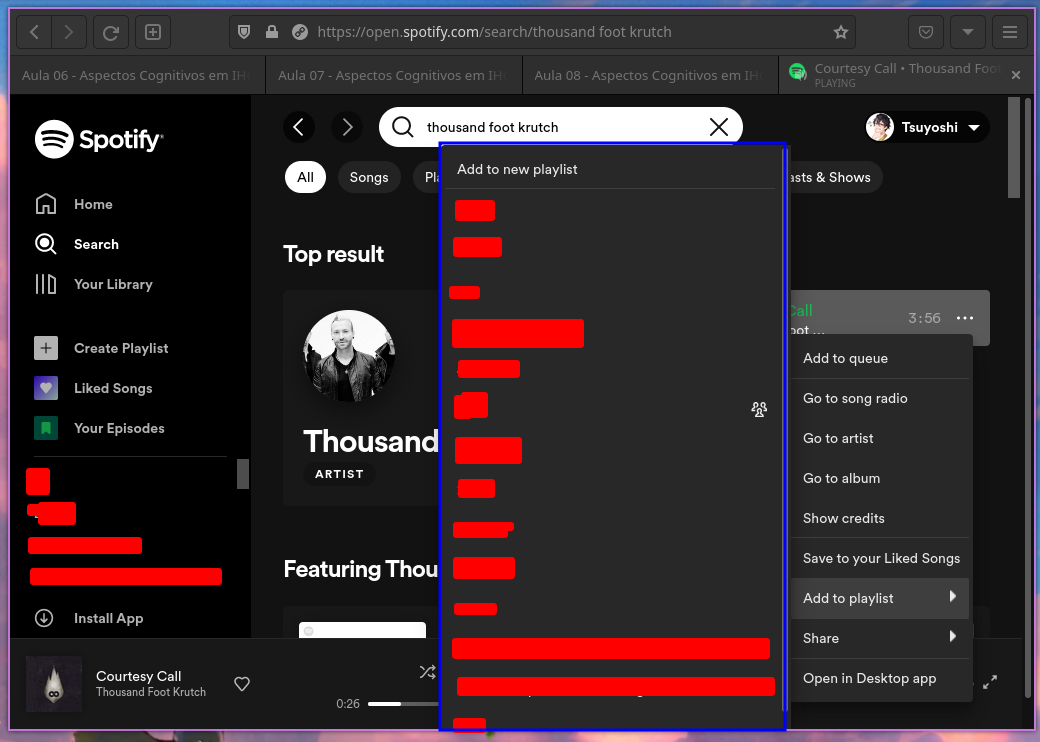 https://open.spotify.com/search/thousand foot krutch
Aula 06 - Aspectos Cognitivos em IH
Aula 07 - Aspectos Cognitivos em IH
Aula 08 - Aspectos Cognitivos em IH
Courtesy Call • Thousand Foo
PLAYING
Spotify
thousand foot krutch
Tsuyoshi
All
Songs
asts & Shows
Home
Search
Your Library
Create Playlist
Liked Songs
Your Episodes
Install App
Top result
Thousand
ARTIST
Featuring Thou
Add to new playlist
Call
3:56
oot ...
Add to queue
Go to song radio
Go to artist
Go to album
Show credits
Save to your Liked Songs
Add to playlist
Share
Open in Desktop app
Courtesy Call
Thousand Foot Krutch
0:26